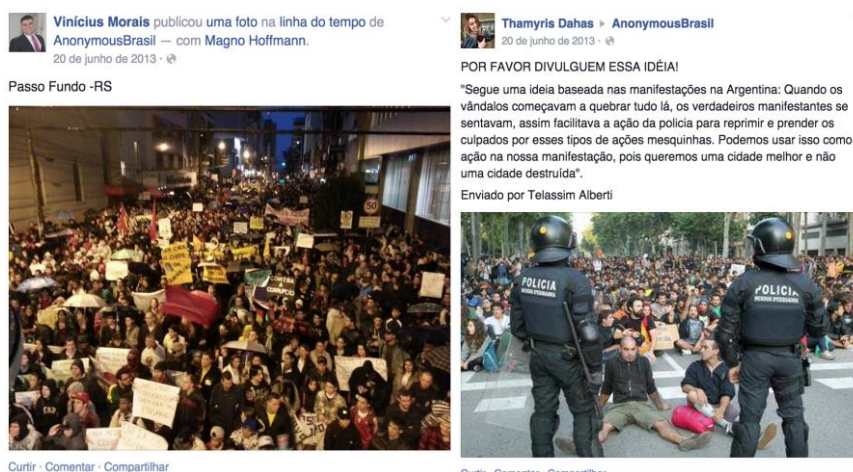 Vinícius Morais publicou uma foto na linha do tempo de
AnonymousBrasil — com Magno Hoffmann.
20 de junho de 2013 ·
Passo Fundo -RS
50
CONTRA
Curtir · Comentar · Compartilhar
Thamyris Dahas ▸ AnonymousBrasil
20 de junho de 2013 ·
POR FAVOR DIVULGUEM ESSA IDÉIA!
"Segue uma ideia baseada nas manifestações na Argentina: Quando os
vândalos começavam a quebrar tudo lá, os verdadeiros manifestantes se
sentavam, assim facilitava a ação da policia para reprimir e prender os
culpados por esses tipos de ações mesquinhas. Podemos usar isso como
ação na nossa manifestação, pois queremos uma cidade melhor e não
uma cidade destruída".
Enviado por Telassim Alberti
POLICIA
POLICIA
Curtir · Comentar · Compartilhar